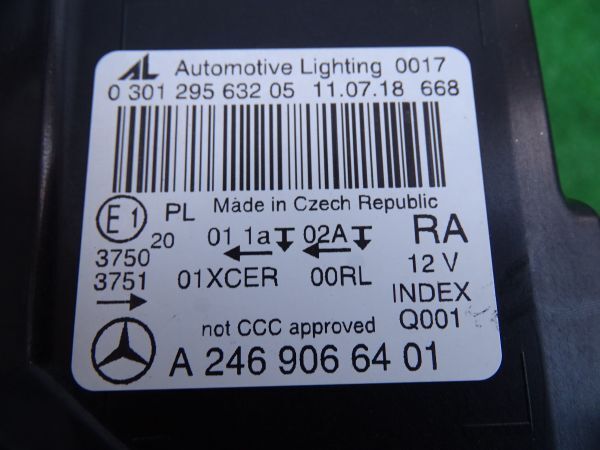 AL Automotive Lighting 0017
0 301 295 632 05 11.07.18 668
Made in Czech Republic
E1 PL 01 1a 02A RA
3750 20
3751 01XCER 00RL 12 V
INDEX
not CCC approved Q001
A 246 906 64 01